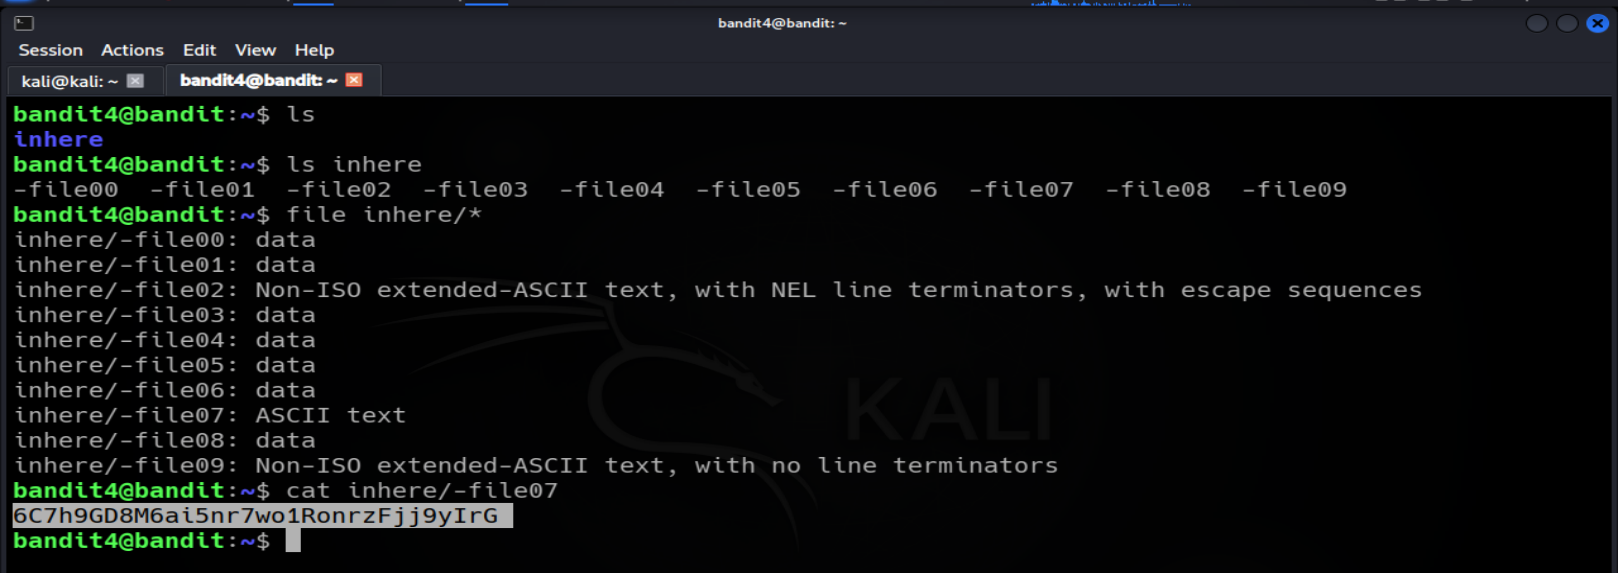 bandit4@bandit: ~
Session Actions Edit View Help
kali@kali: ~ bandit4@bandit: ~
bandit4@bandit:~$ ls
inhere
bandit4@bandit:~$ ls inhere
-file00 -file01 -file02 -file03 -file04 -file05 -file06 -file07 -file08 -file09
bandit4@bandit:~$ file inhere/*
inhere/-file00: data
inhere/-file01: data
inhere/-file02: Non-ISO extended-ASCII text, with NEL line terminators, with escape sequences
inhere/-file03: data
inhere/-file04: data
inhere/-file05: data
inhere/-file06: data
inhere/-file07: ASCII text
inhere/-file08: data
inhere/-file09: Non-ISO extended-ASCII text, with no line terminators
bandit4@bandit:~$ cat inhere/-file07
6C7h9GD8M6ai5nr7wo1RonrzFjj9yIrG
bandit4@bandit:~$
KALI